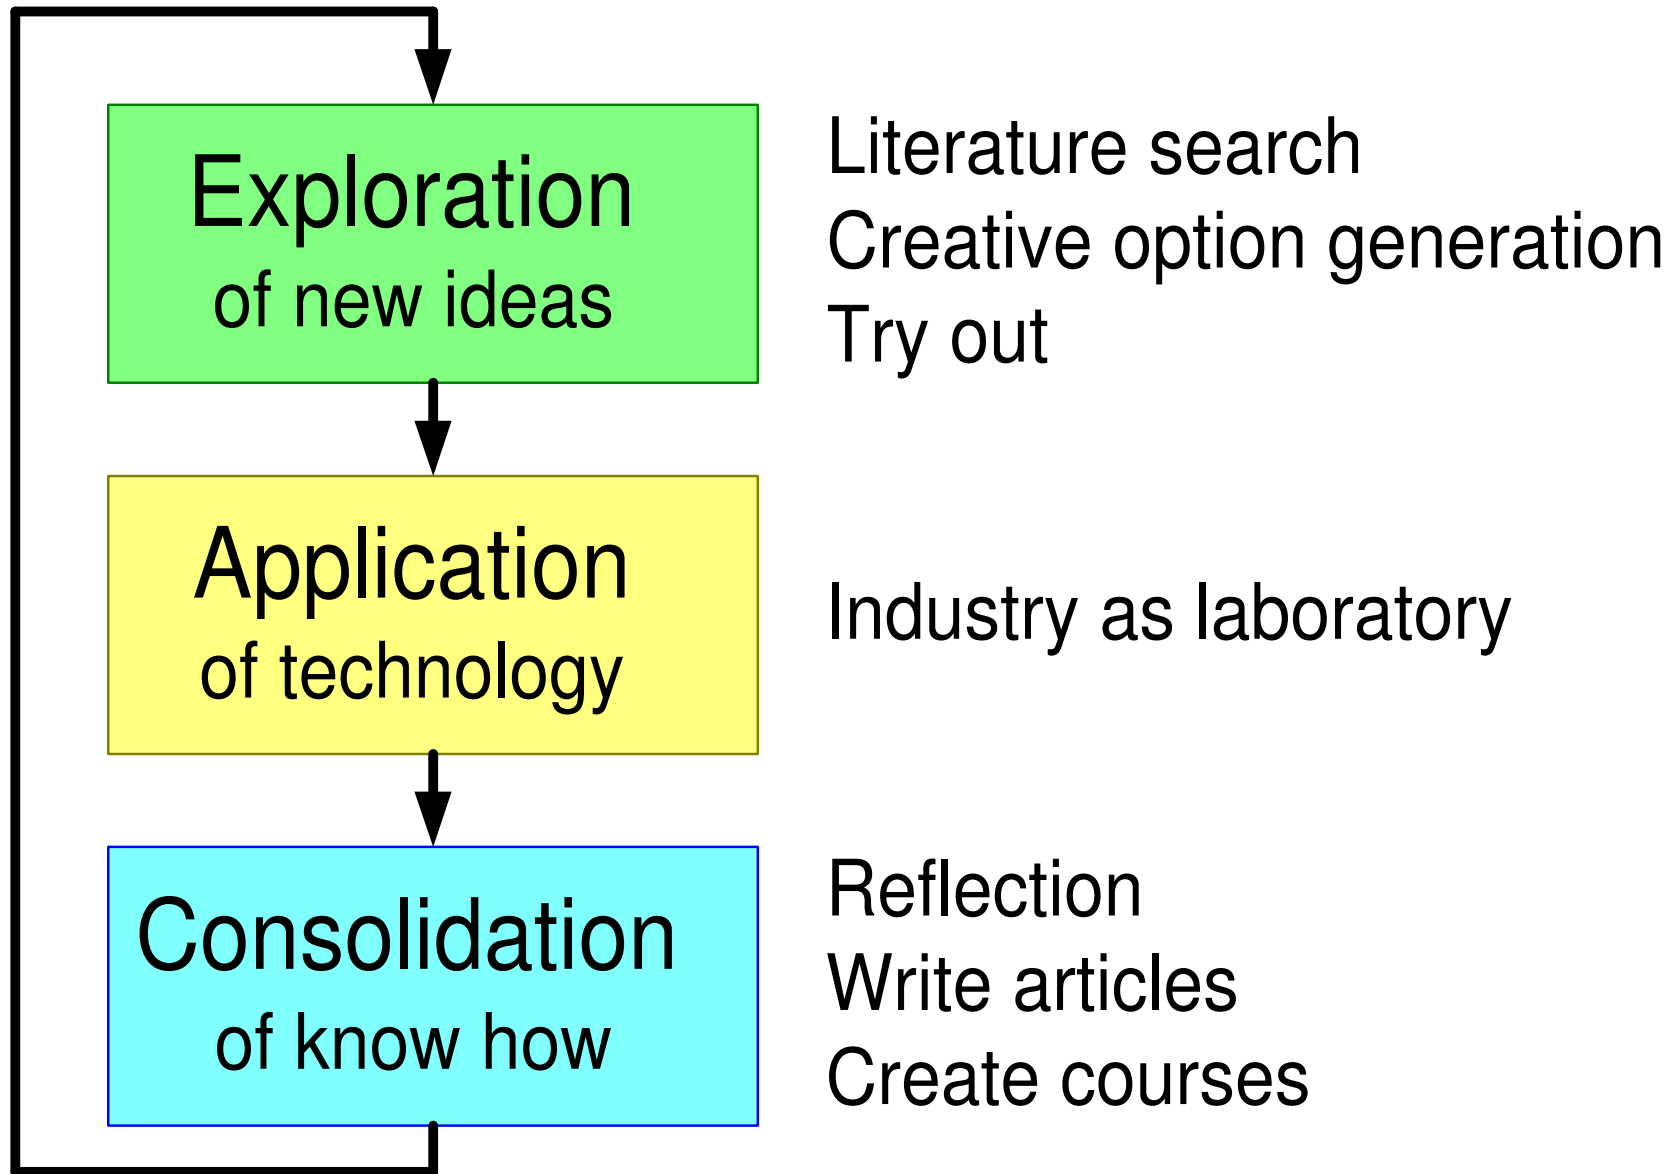 Exploration
of new ideas
Literature search
Creative option generation
Try out
Application
of technology
Industry as laboratory
Consolidation
of know how
Reflection
Write articles
Create courses